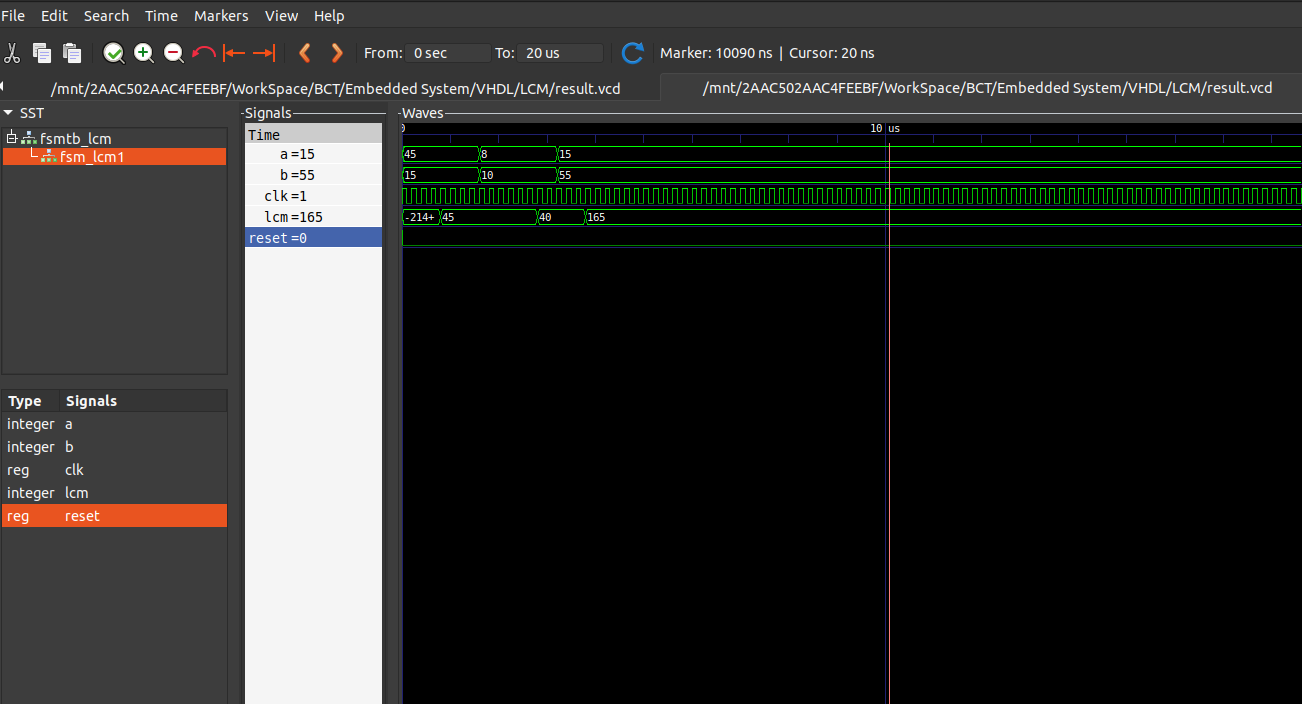 File Edit Search Time Markers View Help
From: 0 sec To: 20 us Marker: 10090 ns | Cursor: 20 ns
/mnt/2AAC502AAC4FEEBF/WorkSpace/BCT/Embedded System/VHDL/LCM/result.vcd /mnt/2AAC502AAC4FEEBF/WorkSpace/BCT/Embedded System/VHDL/LCM/result.vcd
SST
fsmtb_lcm
fsm_lcm1
Type Signals
integer a
integer b
reg clk
integer lcm
reg reset
Signals
Time
a=15
b=55
clk=1
lcm=165
reset=0
Waves
0 10 us
45 8 15
15 10 55
-214+ 45 40 165